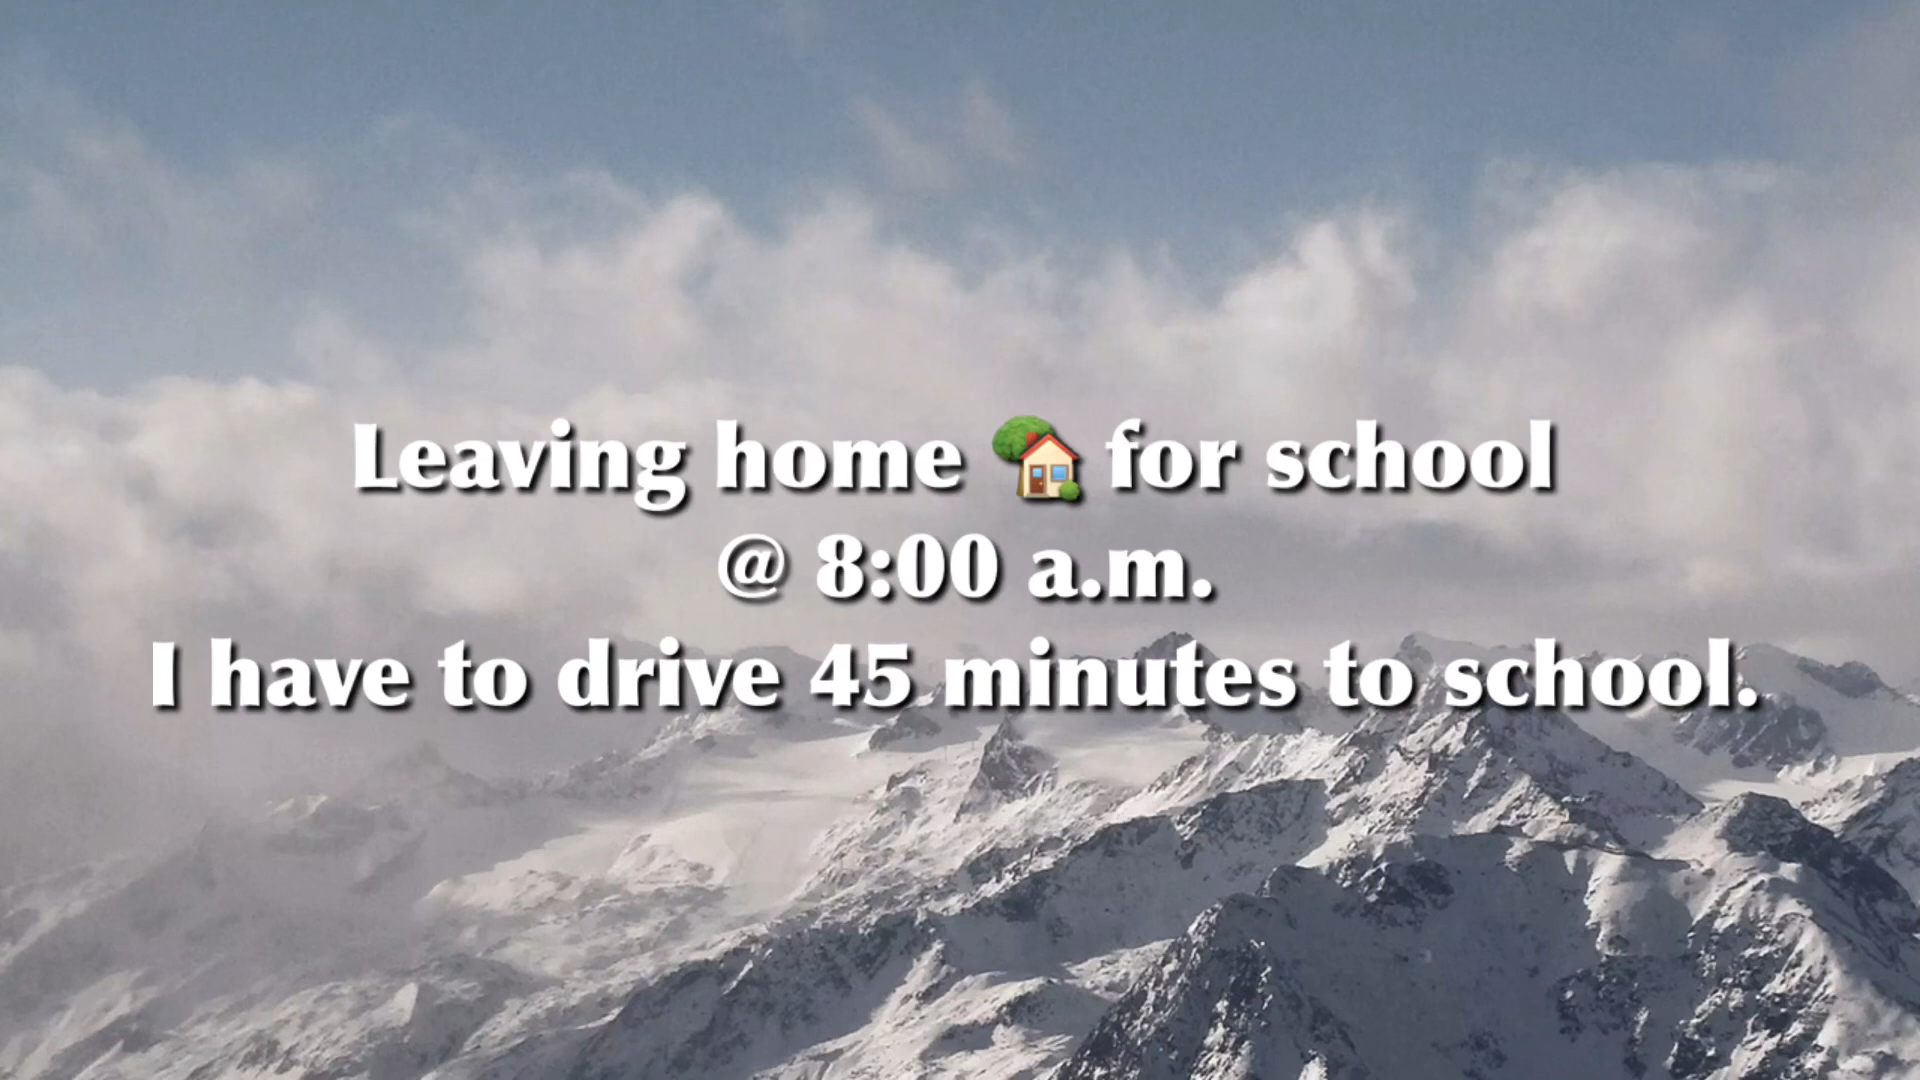 Leaving home 🏡 for school
@ 8:00 a.m.
I have to drive 45 minutes to school.